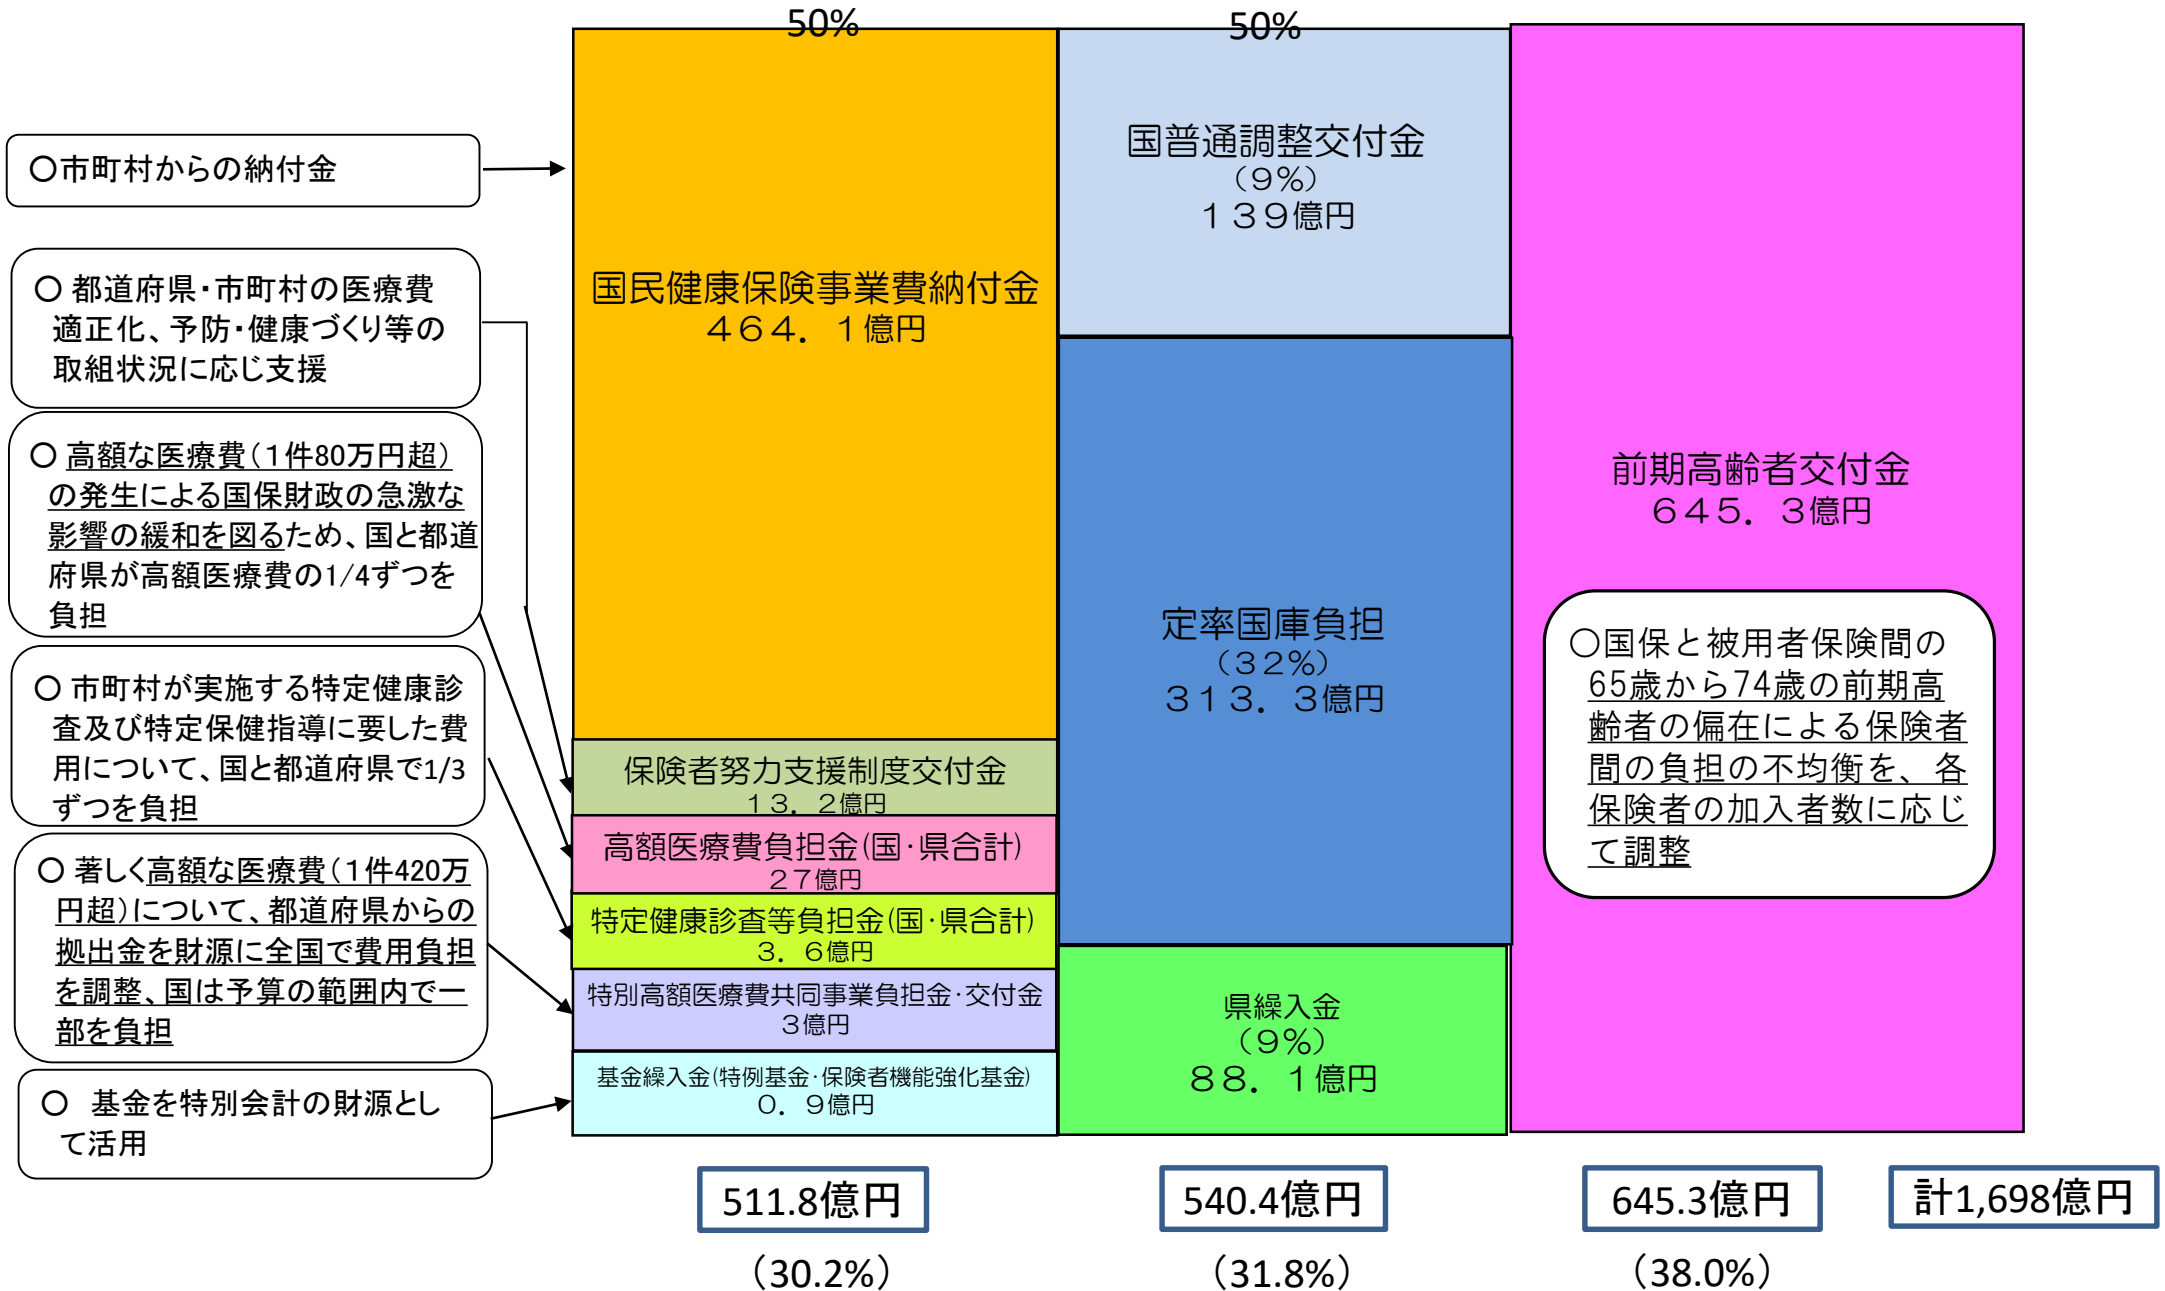 50%
50%
〇市町村からの納付金
〇 都道府県・市町村の医療費
適正化、予防・健康づくり等の
取組状況に応じ支援
〇 高額な医療費（１件80万円超）
の発生による国保財政の急激な
影響の緩和を図るため、国と都道
府県が高額医療費の1/4ずつを
負担
〇 市町村が実施する特定健康診
査及び特定保健指導に要した費
用について、国と都道府県で1/3
ずつを負担
〇 著しく高額な医療費（１件420万
円超）について、都道府県からの
拠出金を財源に全国で費用負担
を調整、国は予算の範囲内で一
部を負担
〇 基金を特別会計の財源とし
て活用
国民健康保険事業費納付金
４６４．１億円
保険者努力支援制度交付金
１３．２億円
高額医療費負担金(国・県合計)
２７億円
特定健康診査等負担金(国・県合計)
３．６億円
特別高額医療費共同事業負担金・交付金
３億円
基金繰入金(特例基金・保険者機能強化基金)
０．９億円
国普通調整交付金
（９％）
１３９億円
定率国庫負担
（３２％）
３１３．３億円
県繰入金
（９％）
８８．１億円
前期高齢者交付金
６４５．３億円
〇国保と被用者保険間の
65歳から74歳の前期高
齢者の偏在による保険者
間の負担の不均衡を、各
保険者の加入者数に応じ
て調整
511.8億円
540.4億円
645.3億円
計1,698億円
（30.2%）
（31.8%）
（38.0%）